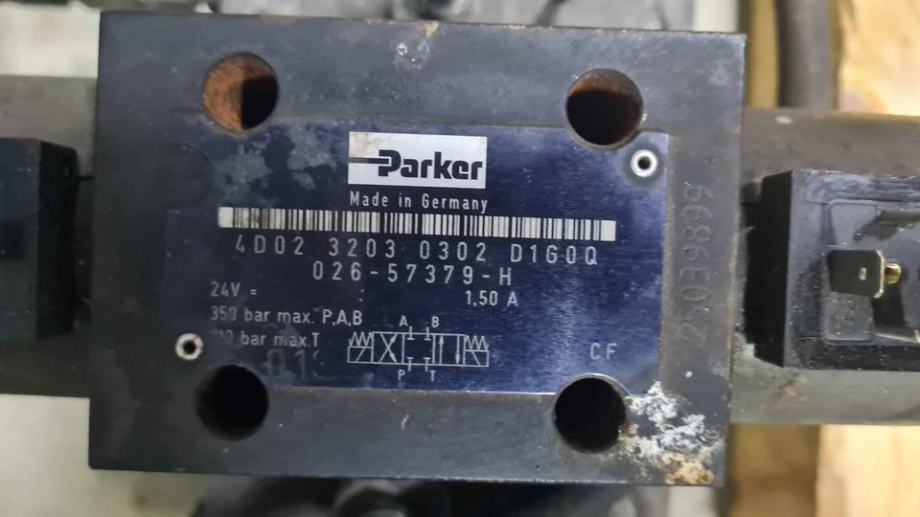 Parker
Made in Germany
4D02 3203 0302 D1G0Q
026-57379-H
24V = 1,50 A
350 bar max. P,A,B
bar max.T
A B
P T
CF